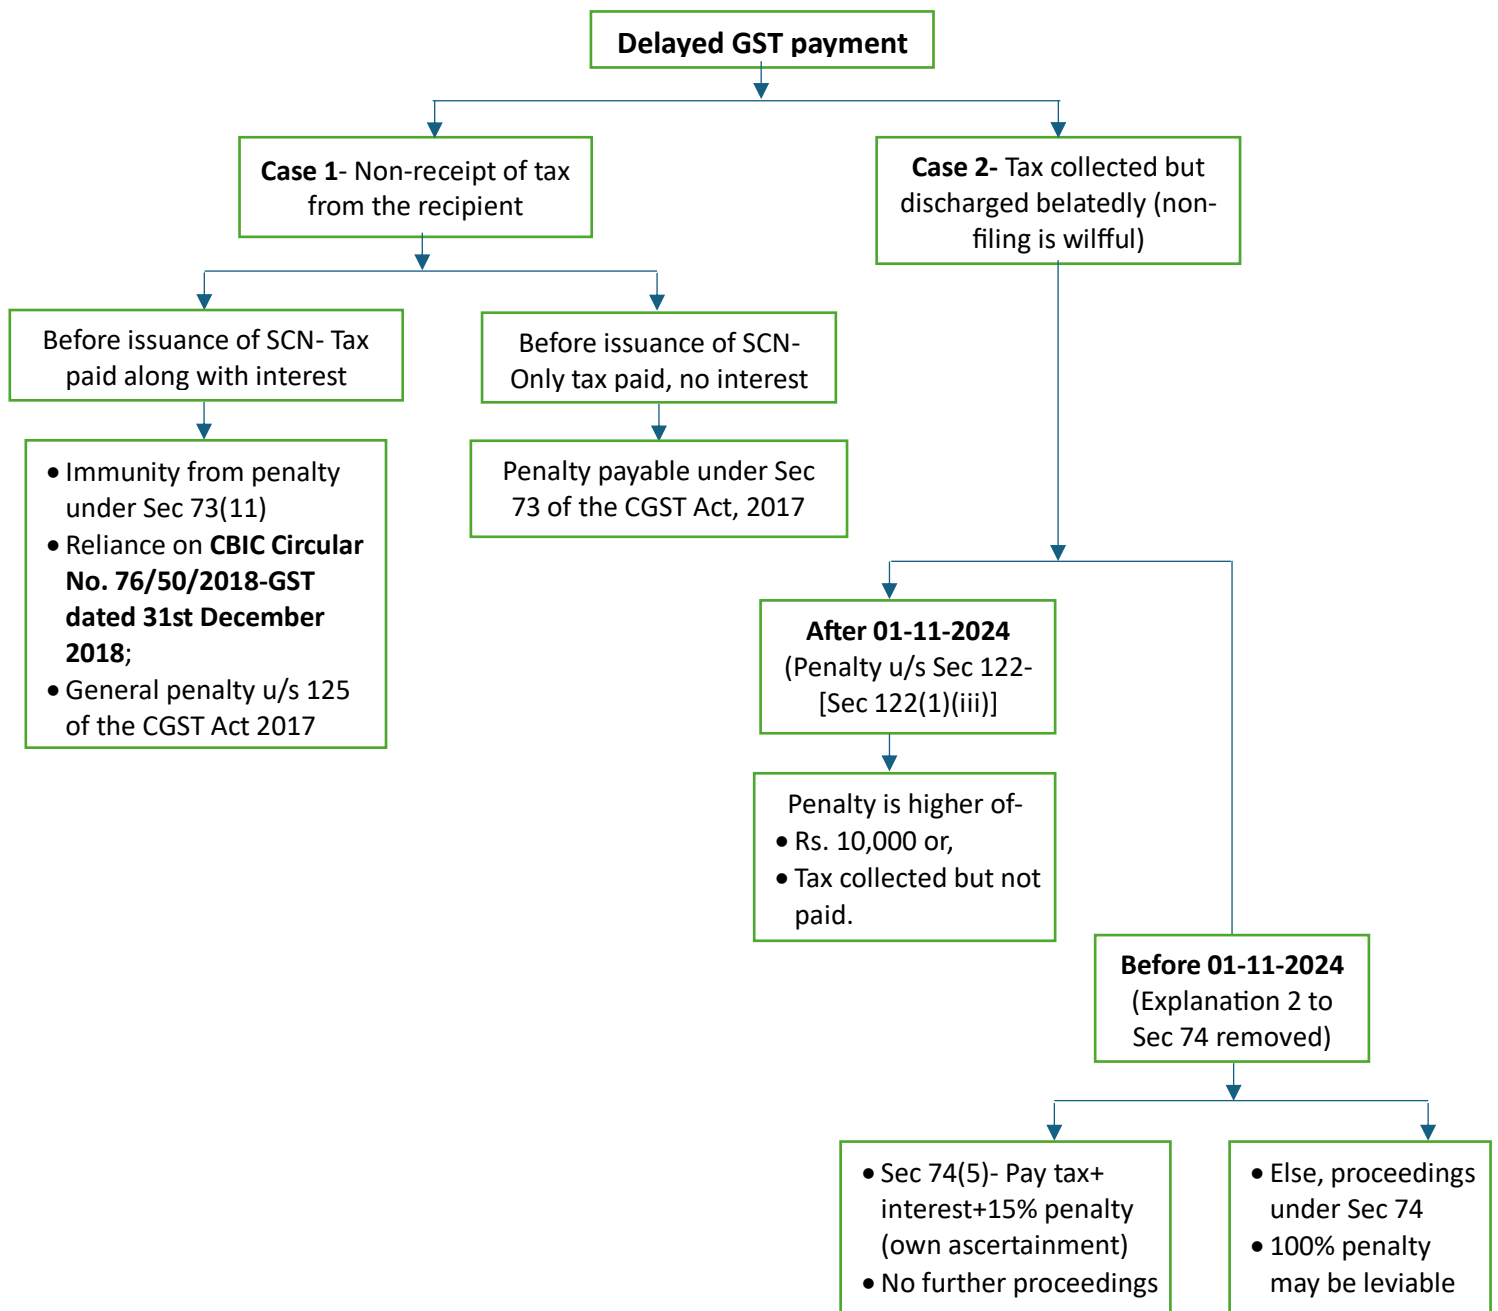 Delayed GST payment
Case 1- Non-receipt of tax
from the recipient
Case 2- Tax collected but
discharged belatedly (non-
filing is wilfful)
Before issuance of SCN- Tax
paid along with interest
Before issuance of SCN-
Only tax paid, no interest
• Immunity from penalty
under Sec 73(11)
• Reliance on CBIC Circular
No. 76/50/2018-GST
dated 31st December
2018;
• General penalty u/s 125
of the CGST Act 2017
Penalty payable under Sec
73 of the CGST Act, 2017
After 01-11-2024
(Penalty u/s Sec 122-
[Sec 122(1)(iii)]
Penalty is higher of-
• Rs. 10,000 or,
• Tax collected but not
paid.
Before 01-11-2024
(Explanation 2 to
Sec 74 removed)
• Sec 74(5)- Pay tax+
interest+15% penalty
(own ascertainment)
• No further proceedings
• Else, proceedings
under Sec 74
• 100% penalty
may be leviable